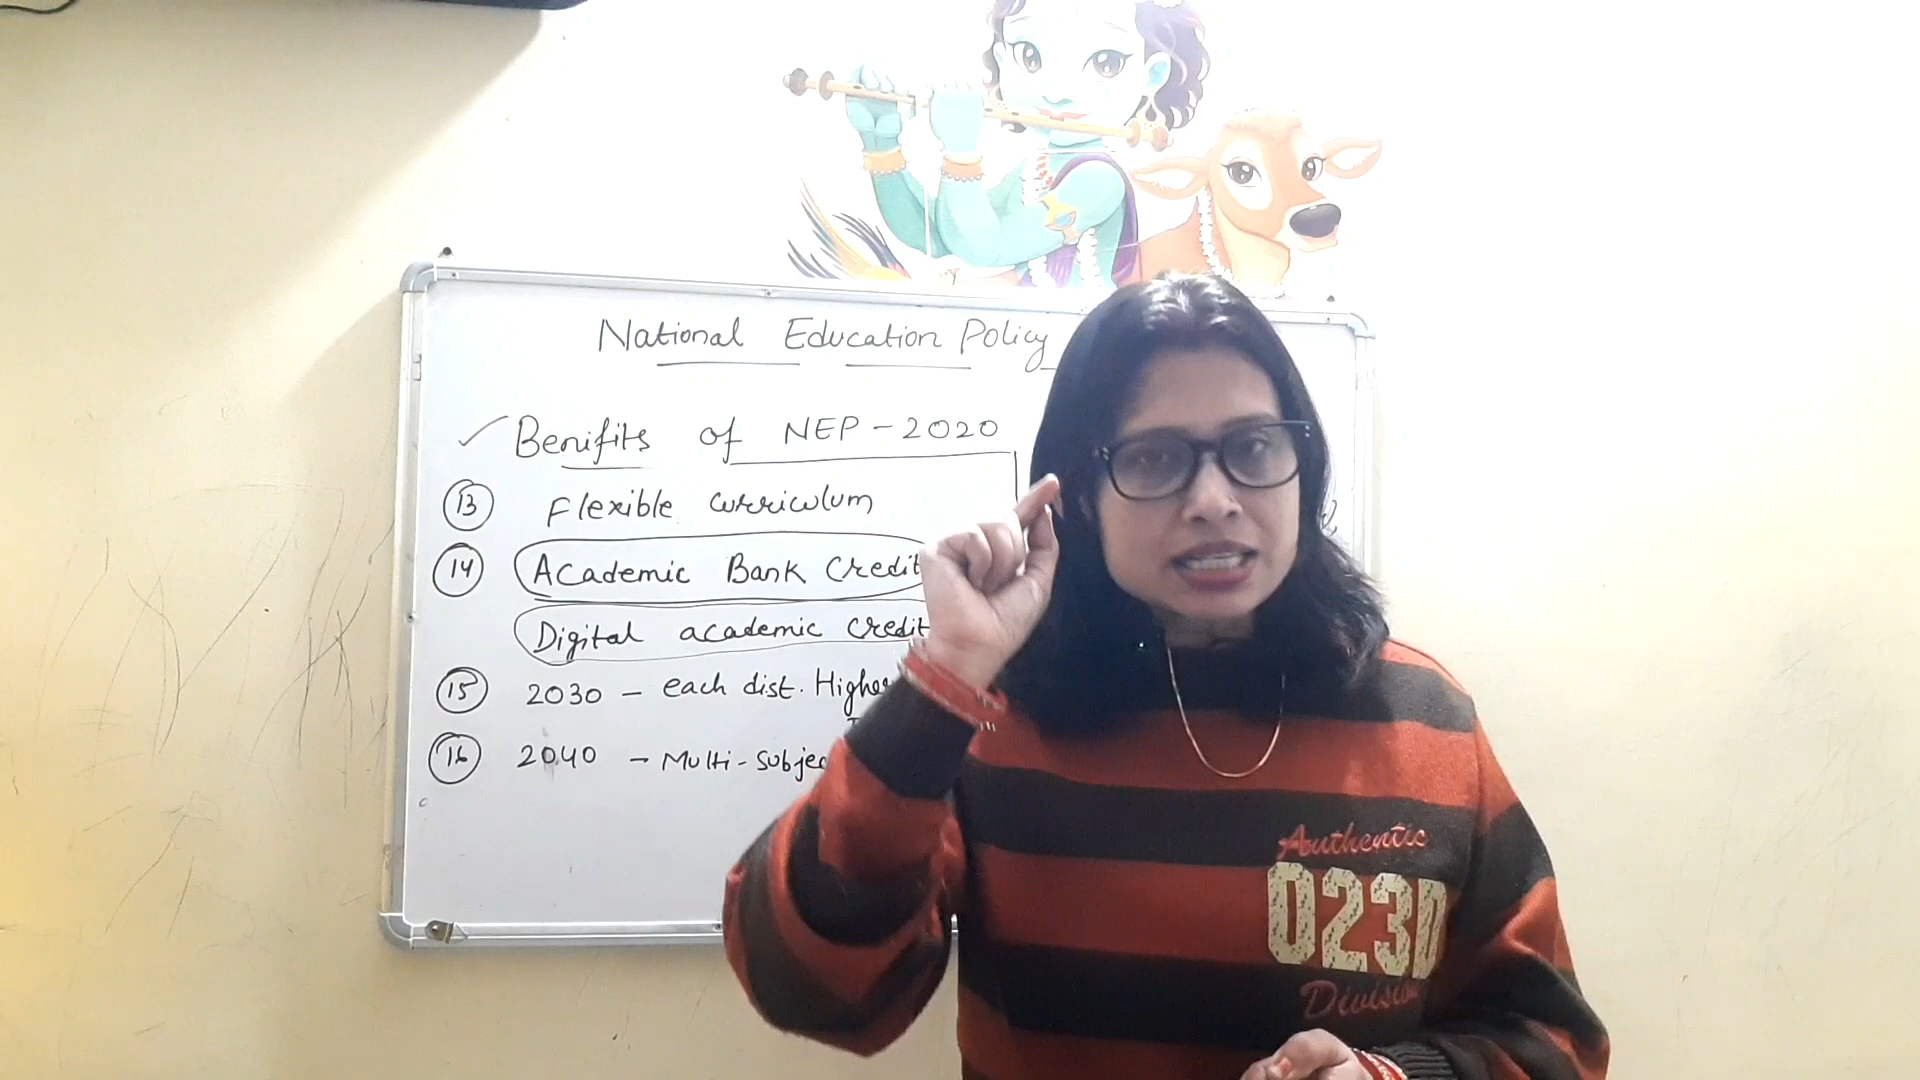 National Education Policy
✓ Benifits of NEP - 2020
13 Flexible curriculum
14 Academic Bank Credit
Digital academic credit
15 2030 - each dist. Higher
16 2040 - Multi-subjec
Authentic
023D
Division